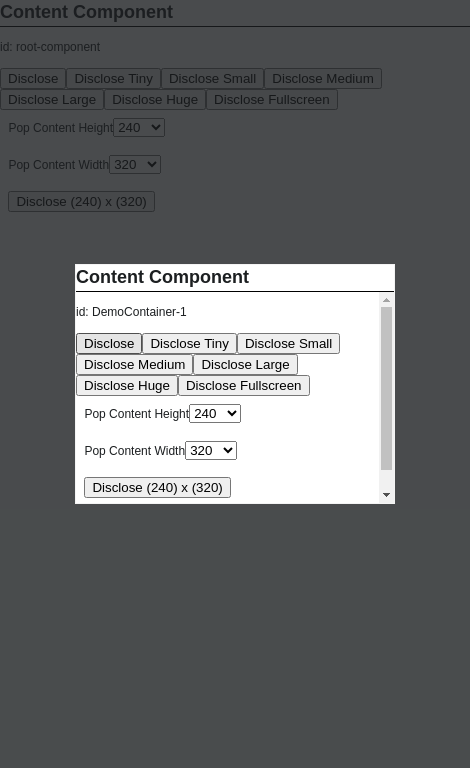 Content Component
id: root-component
Disclose Disclose Tiny Disclose Small Disclose Medium
Disclose Large Disclose Huge Disclose Fullscreen
Pop Content Height 240
Pop Content Width 320
Disclose (240) x (320)
Content Component
id: DemoContainer-1
Disclose Disclose Tiny Disclose Small
Disclose Medium Disclose Large
Disclose Huge Disclose Fullscreen
Pop Content Height 240
Pop Content Width 320
Disclose (240) x (320)